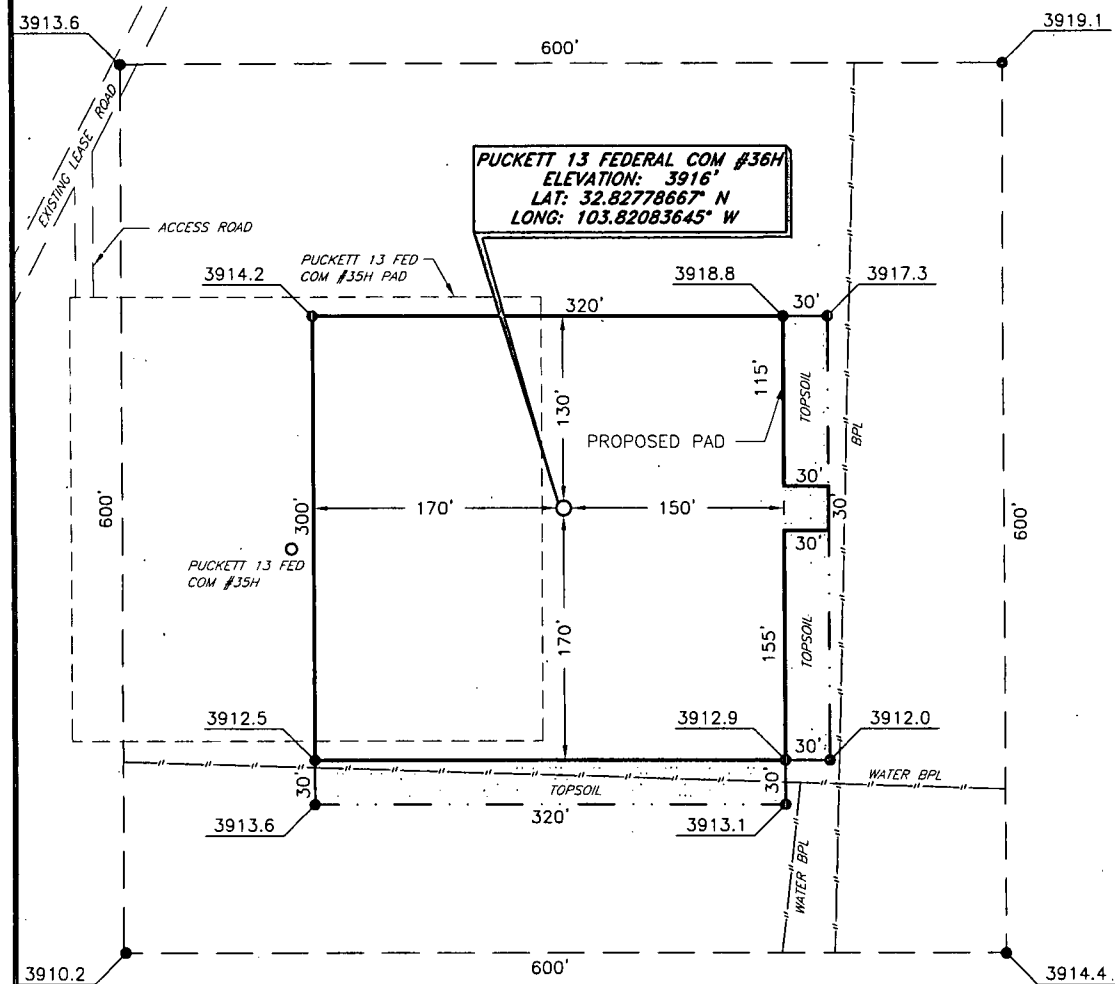 3913.6
3919.1
600'
EXISTING LEASE ROAD
PUCKETT 13 FEDERAL COM #36H
ELEVATION: 3916'
LAT: 32.82778667° N
LONG: 103.82083645° W
ACCESS ROAD
PUCKETT 13 FED
COM #35H PAD
3914.2
3918.8
3917.3
320'
30'
130'
115'
TOPSOIL
BPL
PROPOSED PAD
600'
300'
170'
150'
30'
30'
30'
600'
PUCKETT 13 FED
COM #35H
170'
155'
TOPSOIL
3912.5
3912.9
3912.0
30'
30'
TOPSOIL
30'
WATER BPL
3913.6
320'
3913.1
WATER BPL
3910.2
600'
3914.4